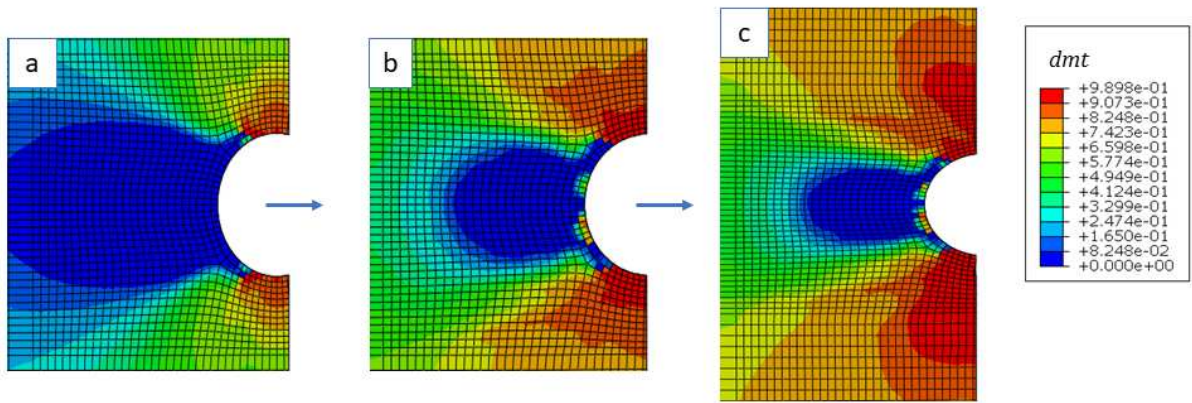 a
b
c
dmt
+9.898e-01
+9.073e-01
+8.248e-01
+7.423e-01
+6.598e-01
+5.774e-01
+4.949e-01
+4.124e-01
+3.299e-01
+2.474e-01
+1.650e-01
+8.248e-02
+0.000e+00